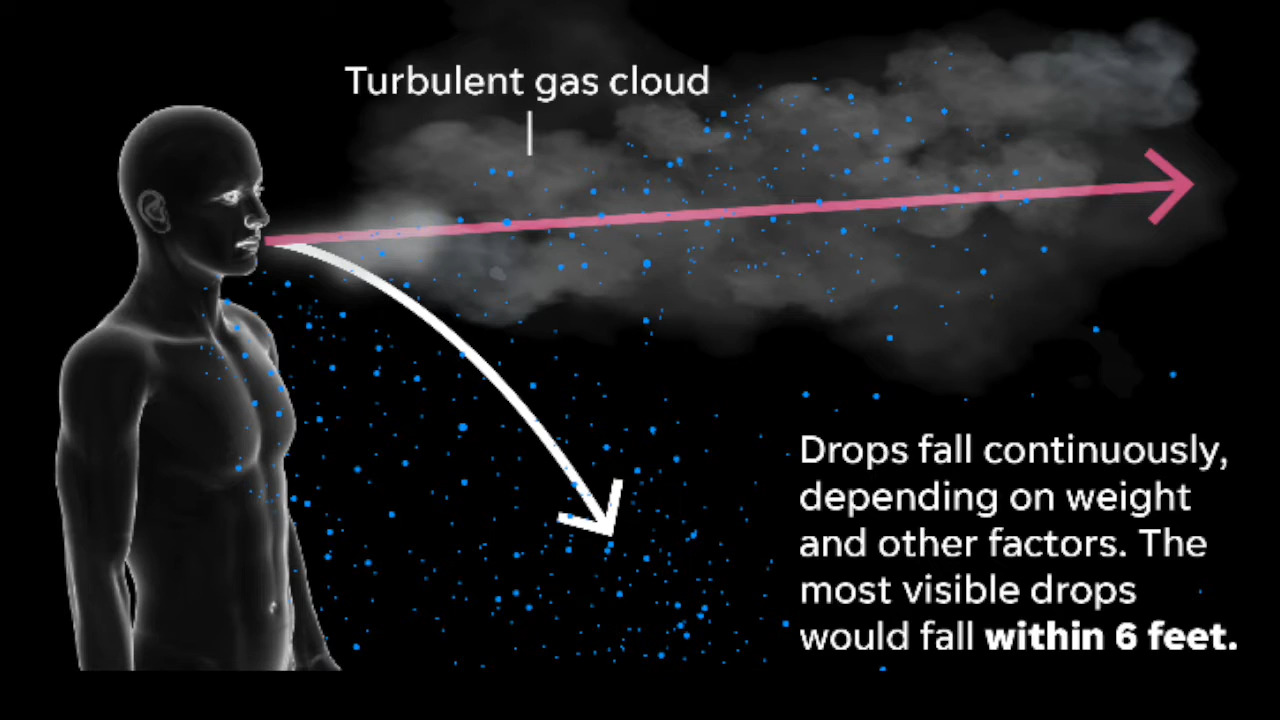 Turbulent gas cloud
Drops fall continuously,
depending on weight
and other factors. The
most visible drops
would fall within 6 feet.